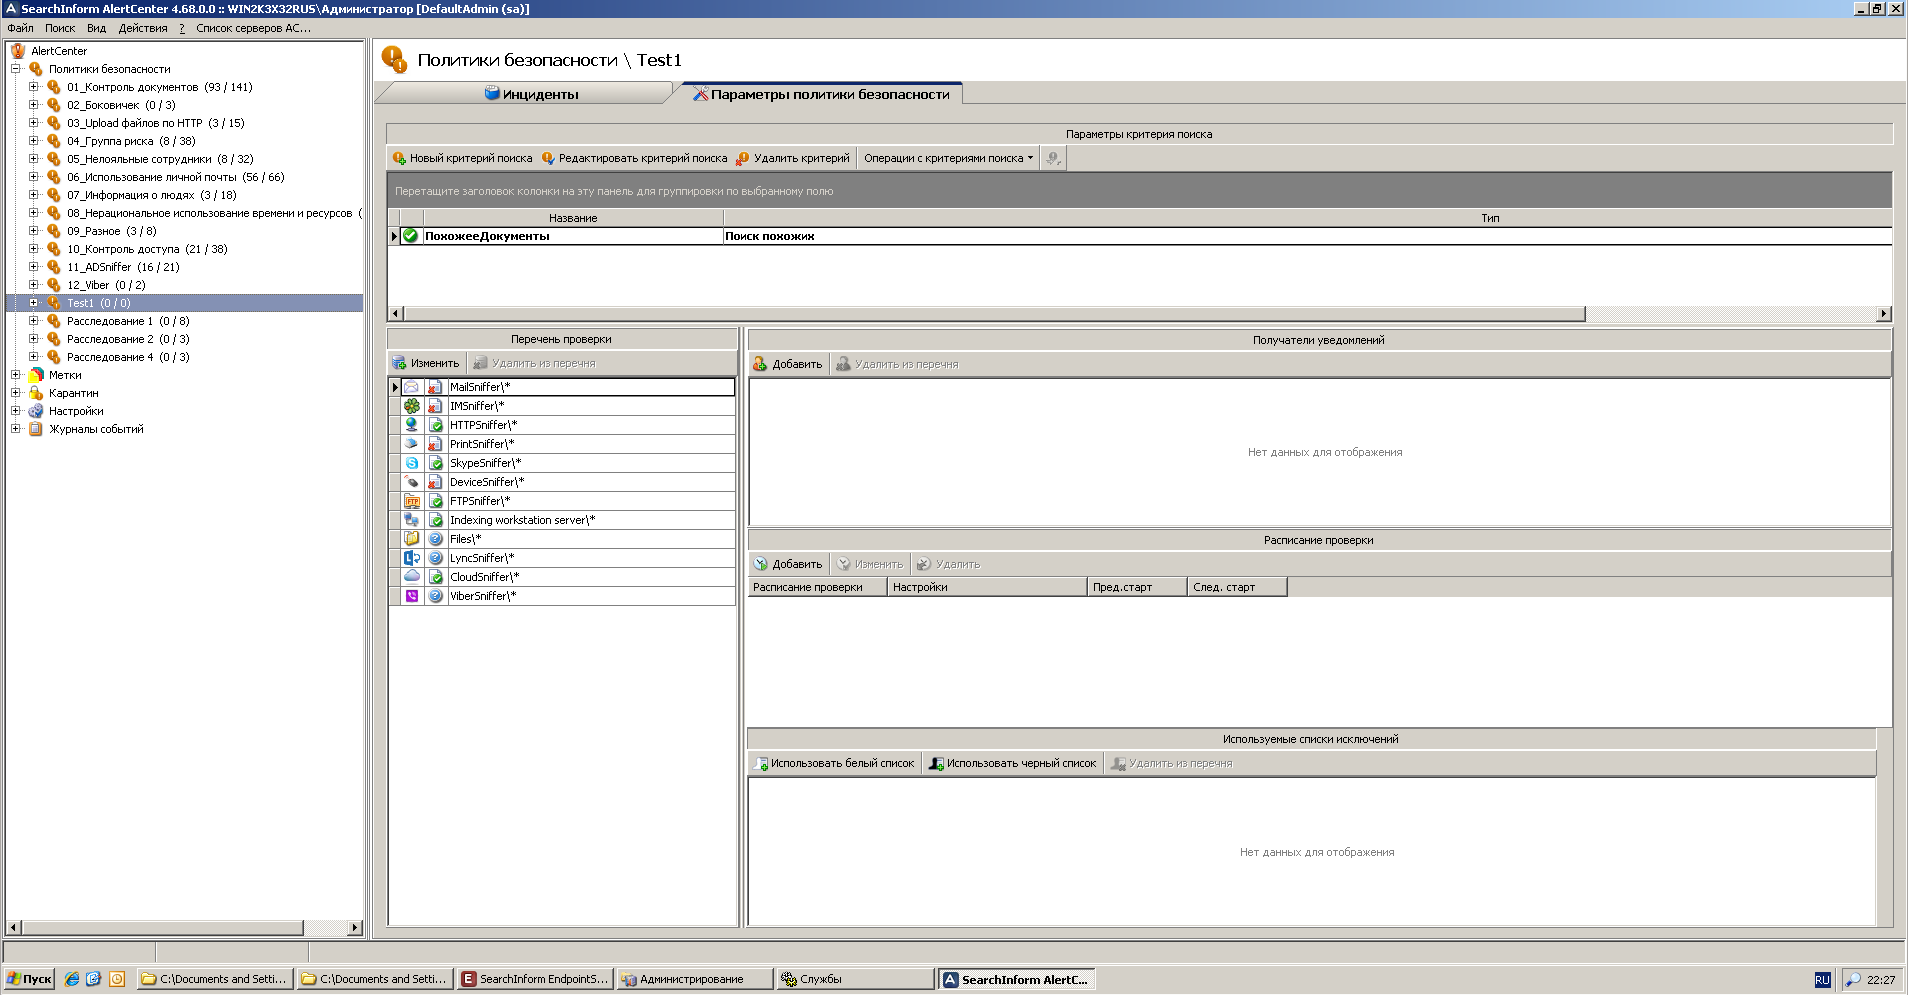 SearchInform AlertCenter 4.68.0.0 :: WIN2K3X32RUS\Администратор [DefaultAdmin (sa)]
Файл Поиск Вид Действия ? Список серверов AC...
AlertCenter
Политики безопасности
01_Контроль документов (93 / 141)
02_Боковичек (0 / 3)
03_Upload файлов по HTTP (3 / 15)
04_Группа риска (8 / 38)
05_Нелояльные сотрудники (8 / 32)
06_Использование личной почты (56 / 66)
07_Информация о людях (3 / 18)
08_Нерациональное использование времени и ресурсов (
09_Разное (3 / 8)
10_Контроль доступа (21 / 38)
11_ADSniffer (16 / 21)
12_Viber (0 / 2)
Test1 (0 / 0)
Расследование 1 (0 / 8)
Расследование 2 (0 / 3)
Расследование 4 (0 / 3)
Метки
Карантин
Настройки
Журналы событий
Политики безопасности \ Test1
Инциденты Параметры политики безопасности
Параметры критерия поиска
Новый критерий поиска Редактировать критерий поиска Удалить критерий Операции с критериями поиска
Перетащите заголовок колонки на эту панель для группировки по выбранному полю
Название Тип
ПохожееДокументы Поиск похожих
Перечень проверки
Изменить Удалить из перечня
MailSniffer\*
IMSniffer\*
HTTPSniffer\*
PrintSniffer\*
SkypeSniffer\*
DeviceSniffer\*
FTP FTPSniffer\*
Indexing workstation server\*
Files\*
LyncSniffer\*
CloudSniffer\*
ViberSniffer\*
Получатели уведомлений
Добавить Удалить из перечня
Нет данных для отображения
Расписание проверки
Добавить Изменить Удалить
Расписание проверки Настройки Пред.старт След. старт
Используемые списки исключений
Использовать белый список Использовать черный список Удалить из перечня
Нет данных для отображения
Пуск C:\Documents and Setti... C:\Documents and Setti... SearchInform EndpointS... Администрирование Службы SearchInform AlertC... RU 22:27